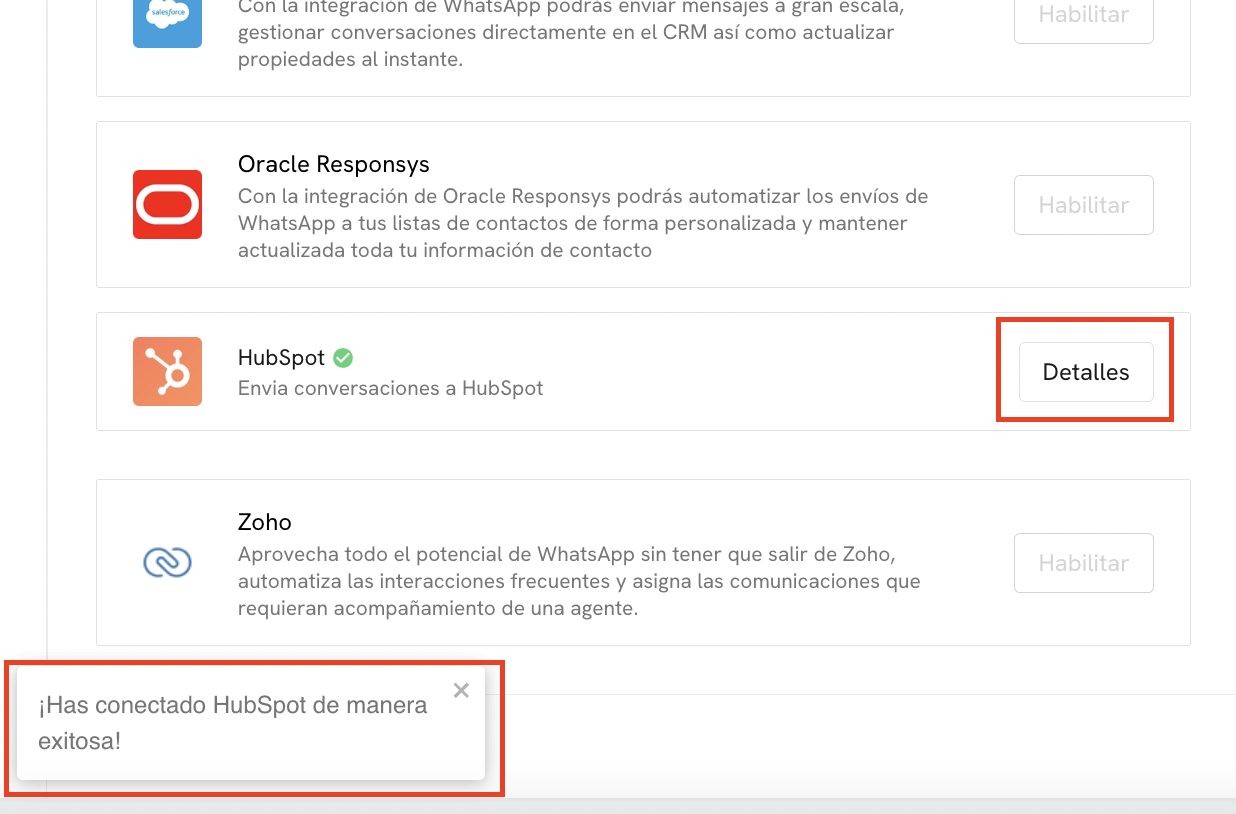 Con la integración de WhatsApp podrás enviar mensajes a gran escala,
salesforce
gestionar conversaciones directamente en el CRM así como actualizar
propiedades al instante.
Habilitar
Oracle Responsys
Con la integración de Oracle Responsys podrás automatizar los envíos de
WhatsApp a tus listas de contactos de forma personalizada y mantener
actualizada toda tu información de contacto
Habilitar
HubSpot
Envia conversaciones a HubSpot
Detalles
Zoho
Aprovecha todo el potencial de WhatsApp sin tener que salir de Zoho,
automatiza las interacciones frecuentes y asigna las comunicaciones que
requieran acompañamiento de una agente.
Habilitar
¡Has conectado HubSpot de manera
exitosa!